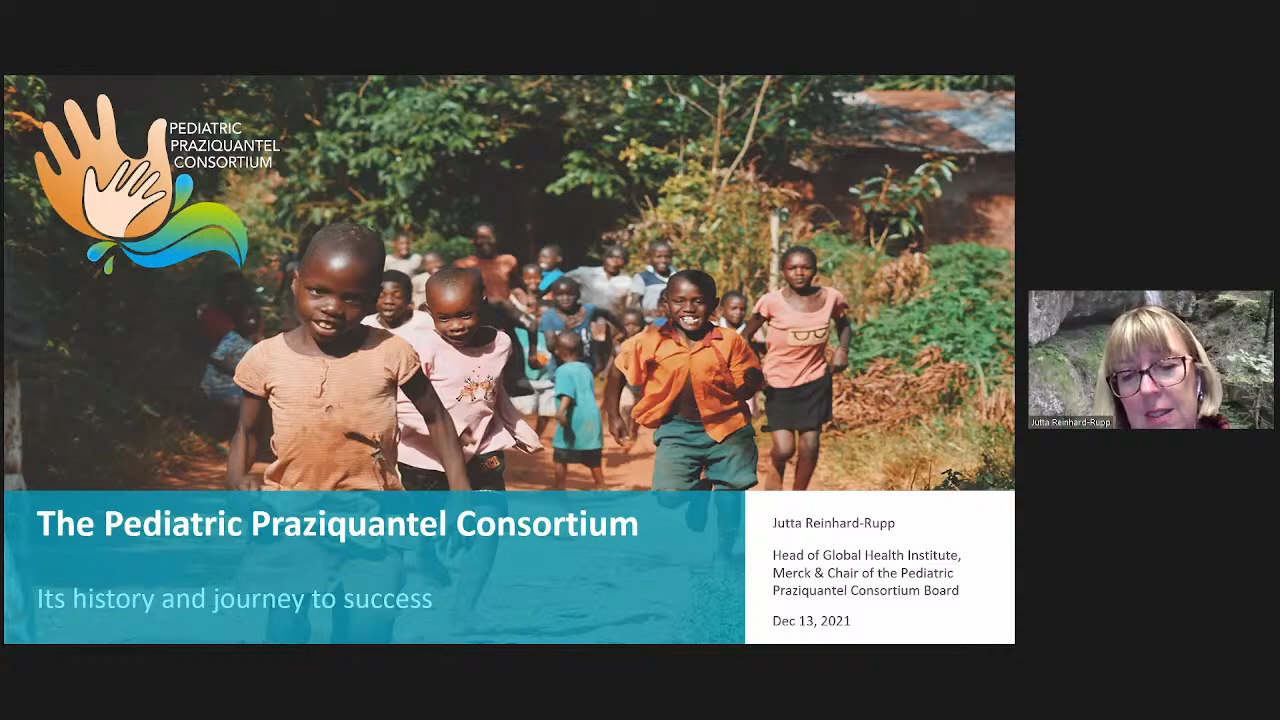 PEDIATRIC
PRAZIQUANTEL
CONSORTIUM
The Pediatric Praziquantel Consortium
Its history and journey to success
Jutta Reinhard-Rupp
Head of Global Health Institute,
Merck & Chair of the Pediatric
Praziquantel Consortium Board
Dec 13, 2021
Jutta Reinhard-Rupp